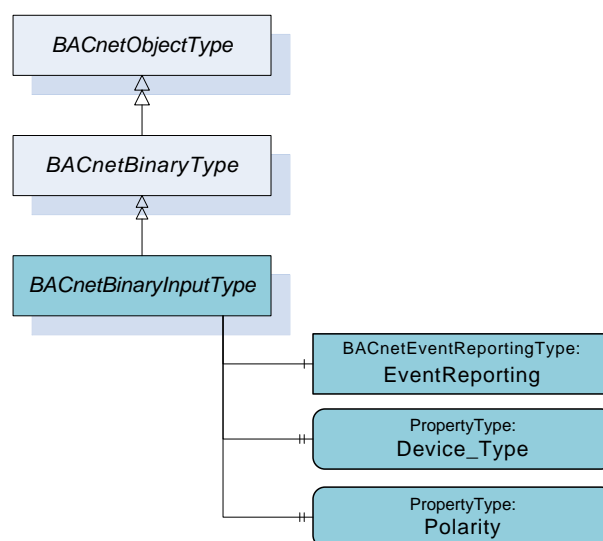 BACnetObjectType
BACnetBinaryType
BACnetBinaryInputType
BACnetEventReportingType:
EventReporting
PropertyType:
Device_Type
PropertyType:
Polarity